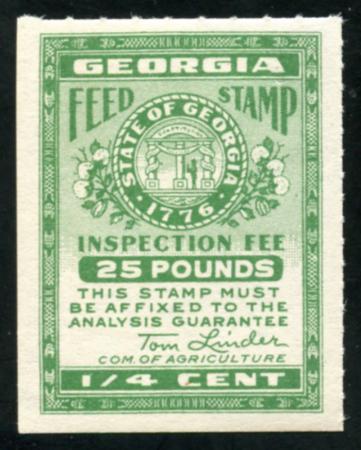 GEORGIA
FEED STAMP
STATE OF GEORGIA
1776
INSPECTION FEE
25 POUNDS
THIS STAMP MUST
BE AFFIXED TO THE
ANALYSIS GUARANTEE
Tom Linder
COM. OF AGRICULTURE
1/4 CENT